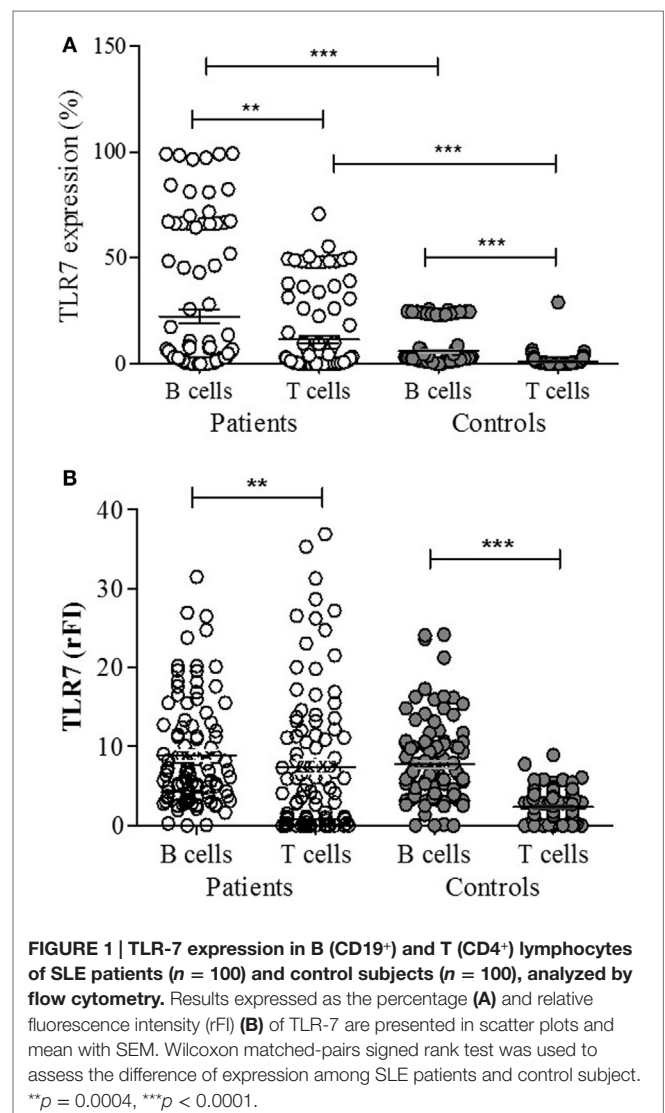 A
150
100
50
0
TLR7 expression (%)
***
**
***
***
B cells T cells B cells T cells
Patients Controls
B
40
30
20
10
0
TLR7 (rFI)
**
***
B cells T cells B cells T cells
Patients Controls
FIGURE 1 | TLR-7 expression in B (CD19⁺) and T (CD4⁺) lymphocytes
of SLE patients (n = 100) and control subjects (n = 100), analyzed by
flow cytometry. Results expressed as the percentage (A) and relative
fluorescence intensity (rFI) (B) of TLR-7 are presented in scatter plots and
mean with SEM. Wilcoxon matched-pairs signed rank test was used to
assess the difference of expression among SLE patients and control subject.
**p = 0.0004, ***p < 0.0001.